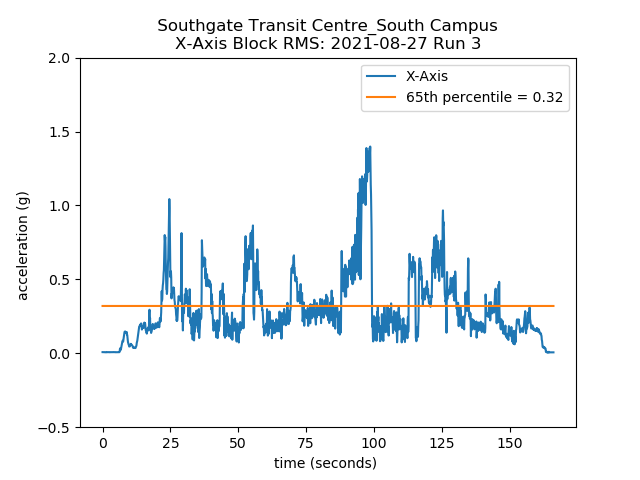 Southgate Transit Centre_South Campus
X-Axis Block RMS: 2021-08-27 Run 3
X-Axis
65th percentile = 0.32
acceleration (g)
2.0
1.5
1.0
0.5
0.0
−0.5
0 25 50 75 100 125 150
time (seconds)